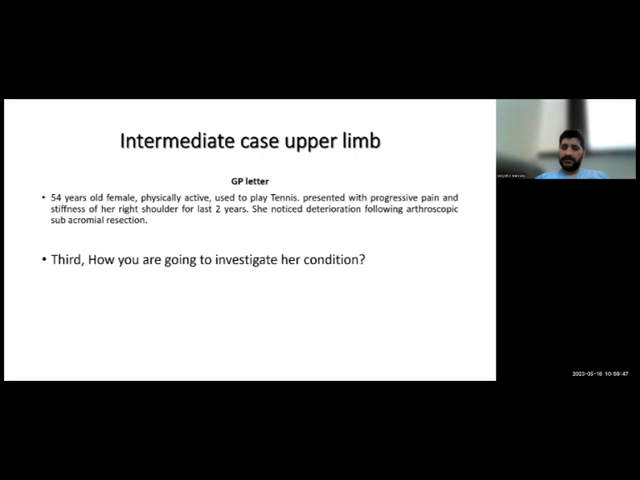 Intermediate case upper limb
GP letter
• 54 years old female, physically active, used to play Tennis. presented with progressive pain and
stiffness of her right shoulder for last 2 years. She noticed deterioration following arthroscopic
sub acromial resection.
• Third, How you are going to investigate her condition?
2023-05-16 10:59:47